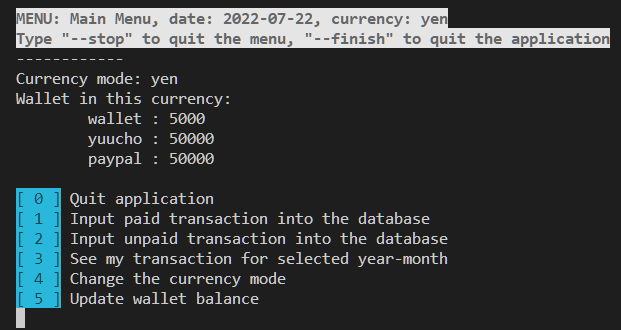 MENU: Main Menu, date: 2022-07-22, currency: yen
Type "--stop" to quit the menu, "--finish" to quit the application
------------
Currency mode: yen
Wallet in this currency:
        wallet : 5000
        yuucho : 50000
        paypal : 50000
[ 0 ] Quit application
[ 1 ] Input paid transaction into the database
[ 2 ] Input unpaid transaction into the database
[ 3 ] See my transaction for selected year-month
[ 4 ] Change the currency mode
[ 5 ] Update wallet balance